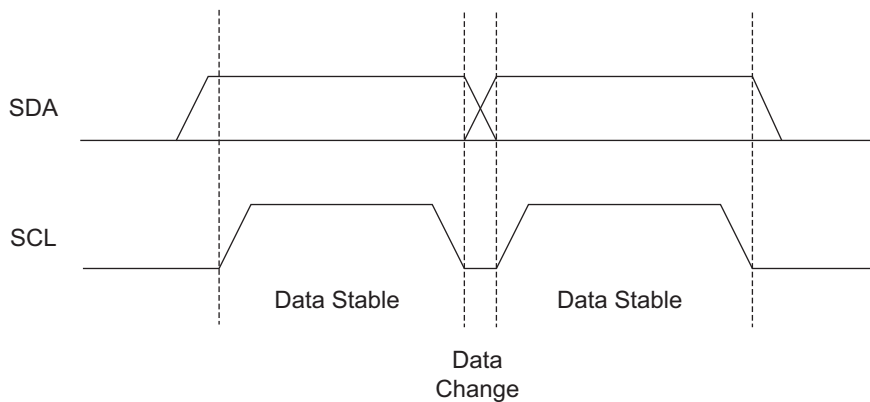 SDA
SCL
Data Stable
Data Stable
Data
Change